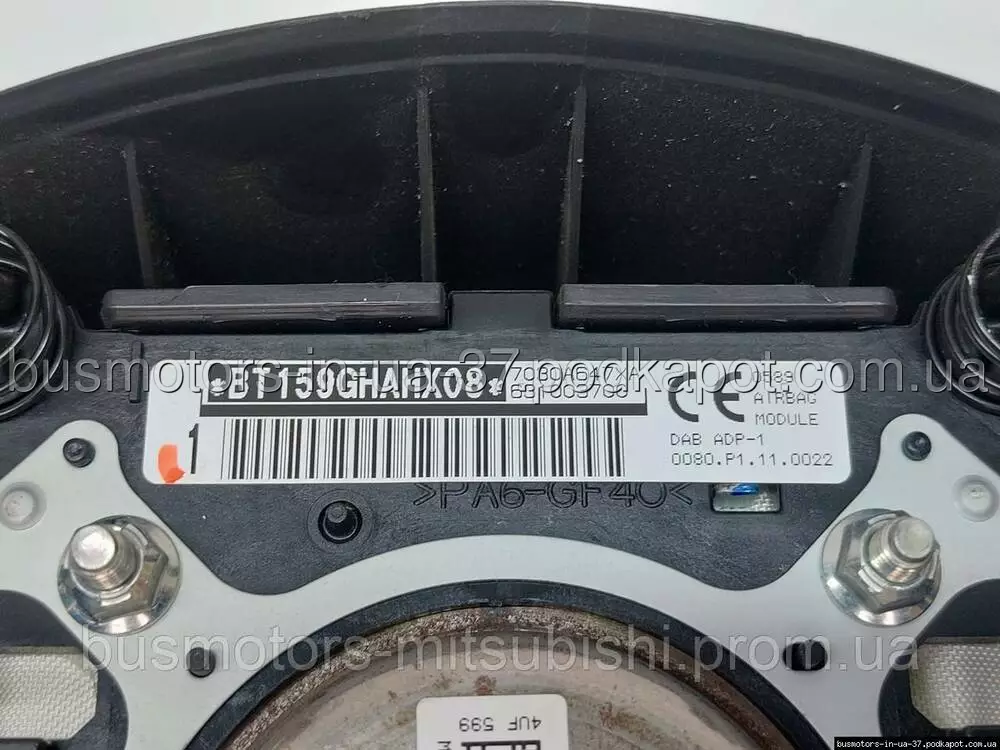 busmotors-in-ua-37.podkapot.com.ua
*BT150GHAHX08*
7030A647XA
1
AIRBAG
MODULE
DAB ADP-1
0080.P1.11.0022
>PA6-GF40<
busmotors-mitsubishi.prom.ua
4UF 599
busmotors-in-ua-37.podkapot.com.ua